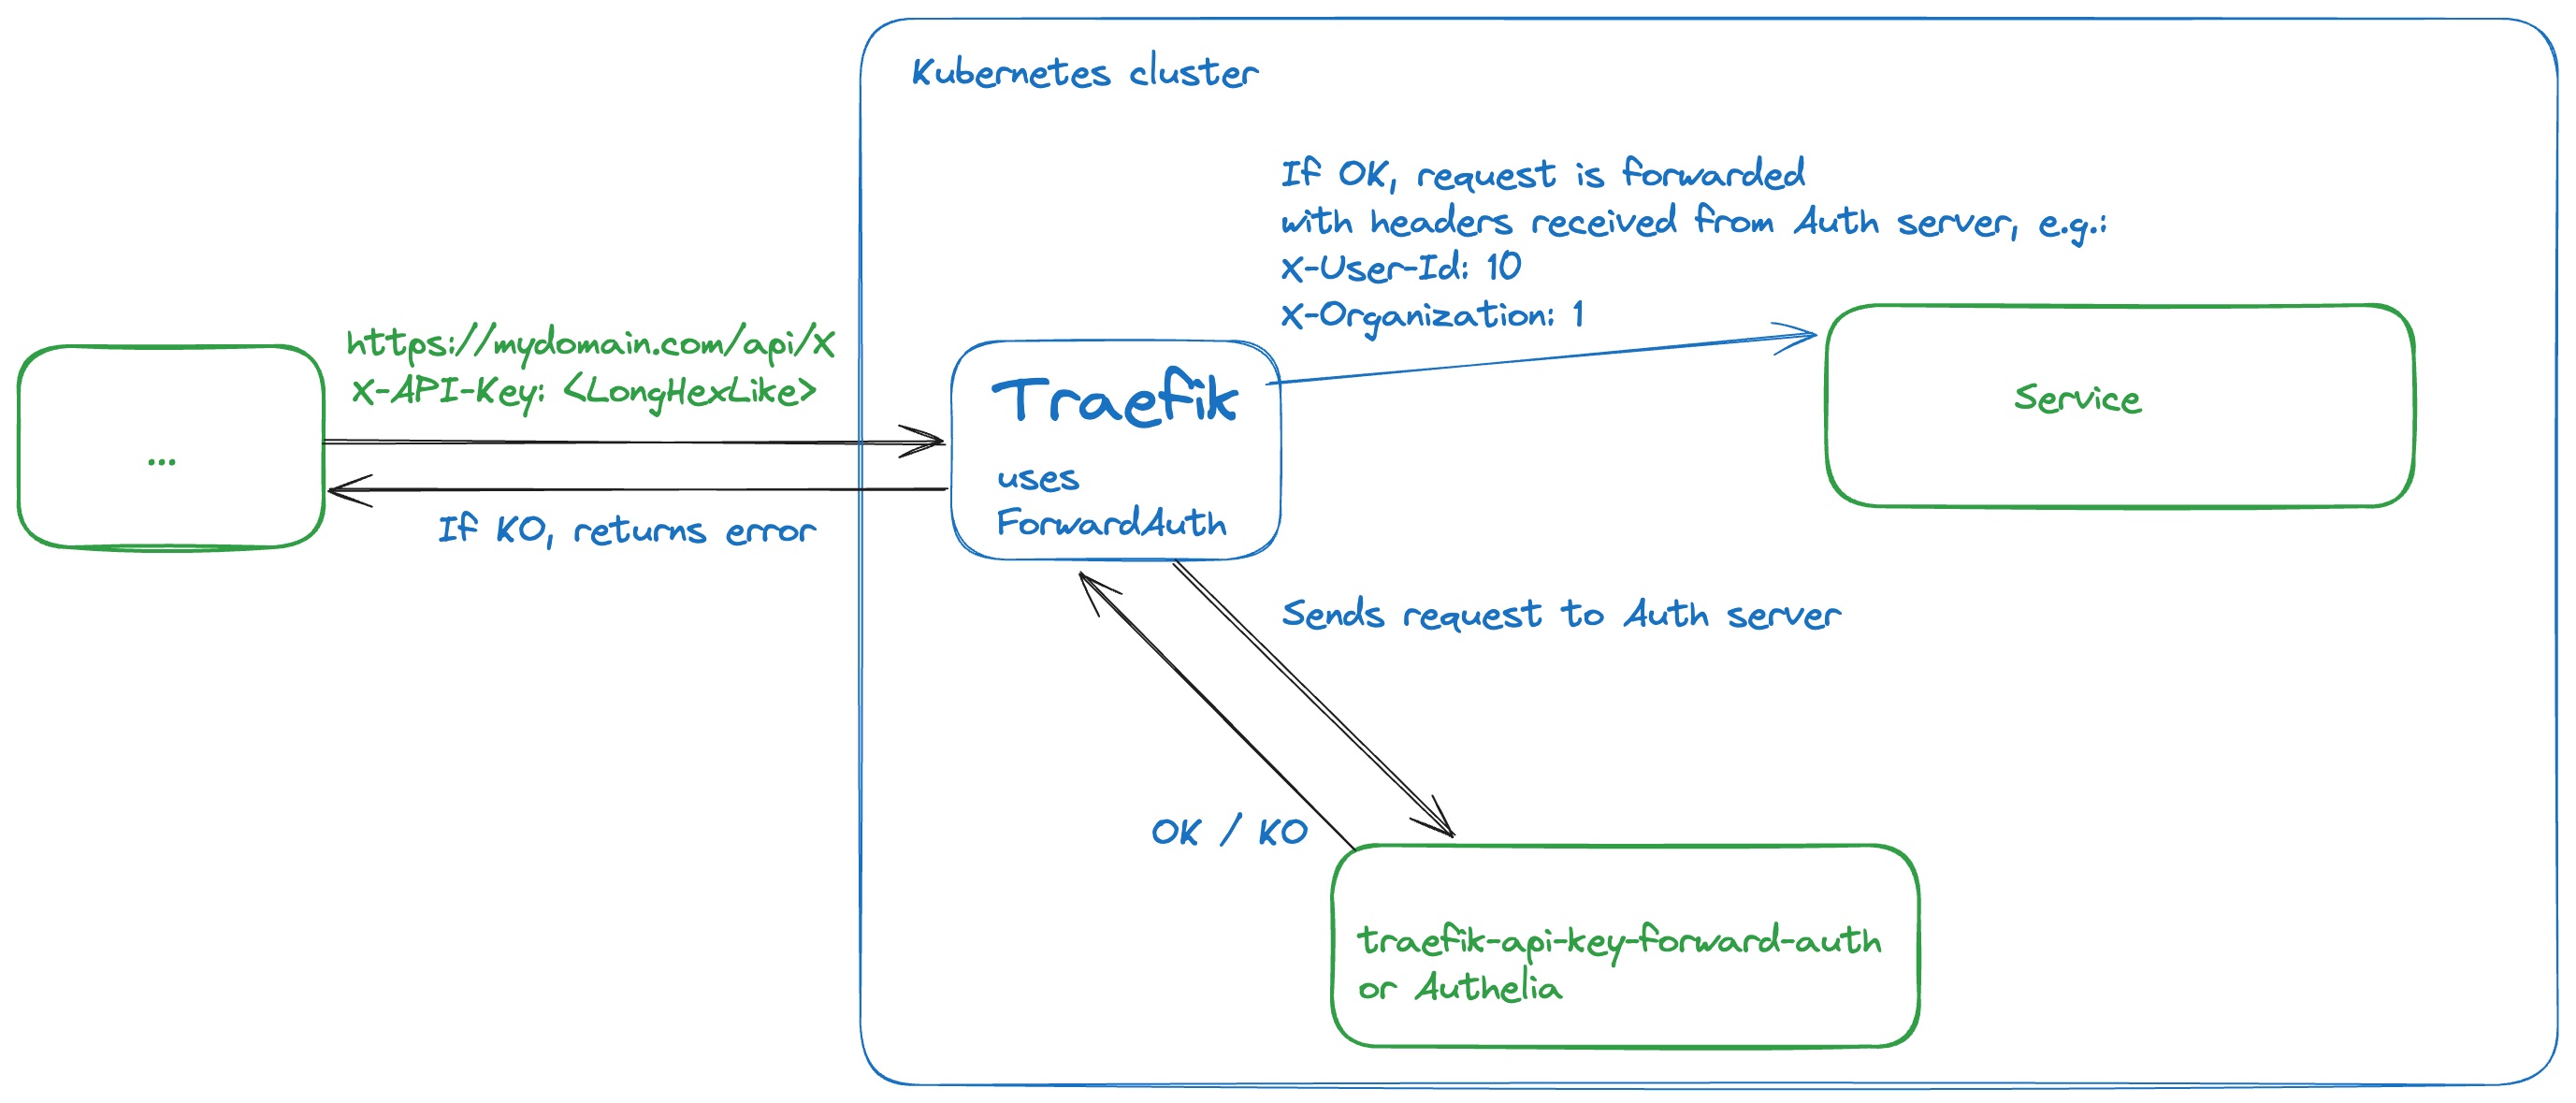 Kubernetes cluster
If OK, request is forwarded
with headers received from Auth server, e.g.:
X-User-Id: 10
X-Organization: 1
https://mydomain.com/api/X
X-API-Key: <LongHexLike>
...
If KO, returns error
Traefik
uses
ForwardAuth
Service
Sends request to Auth server
OK / KO
traefik-api-key-forward-auth
or Authelia